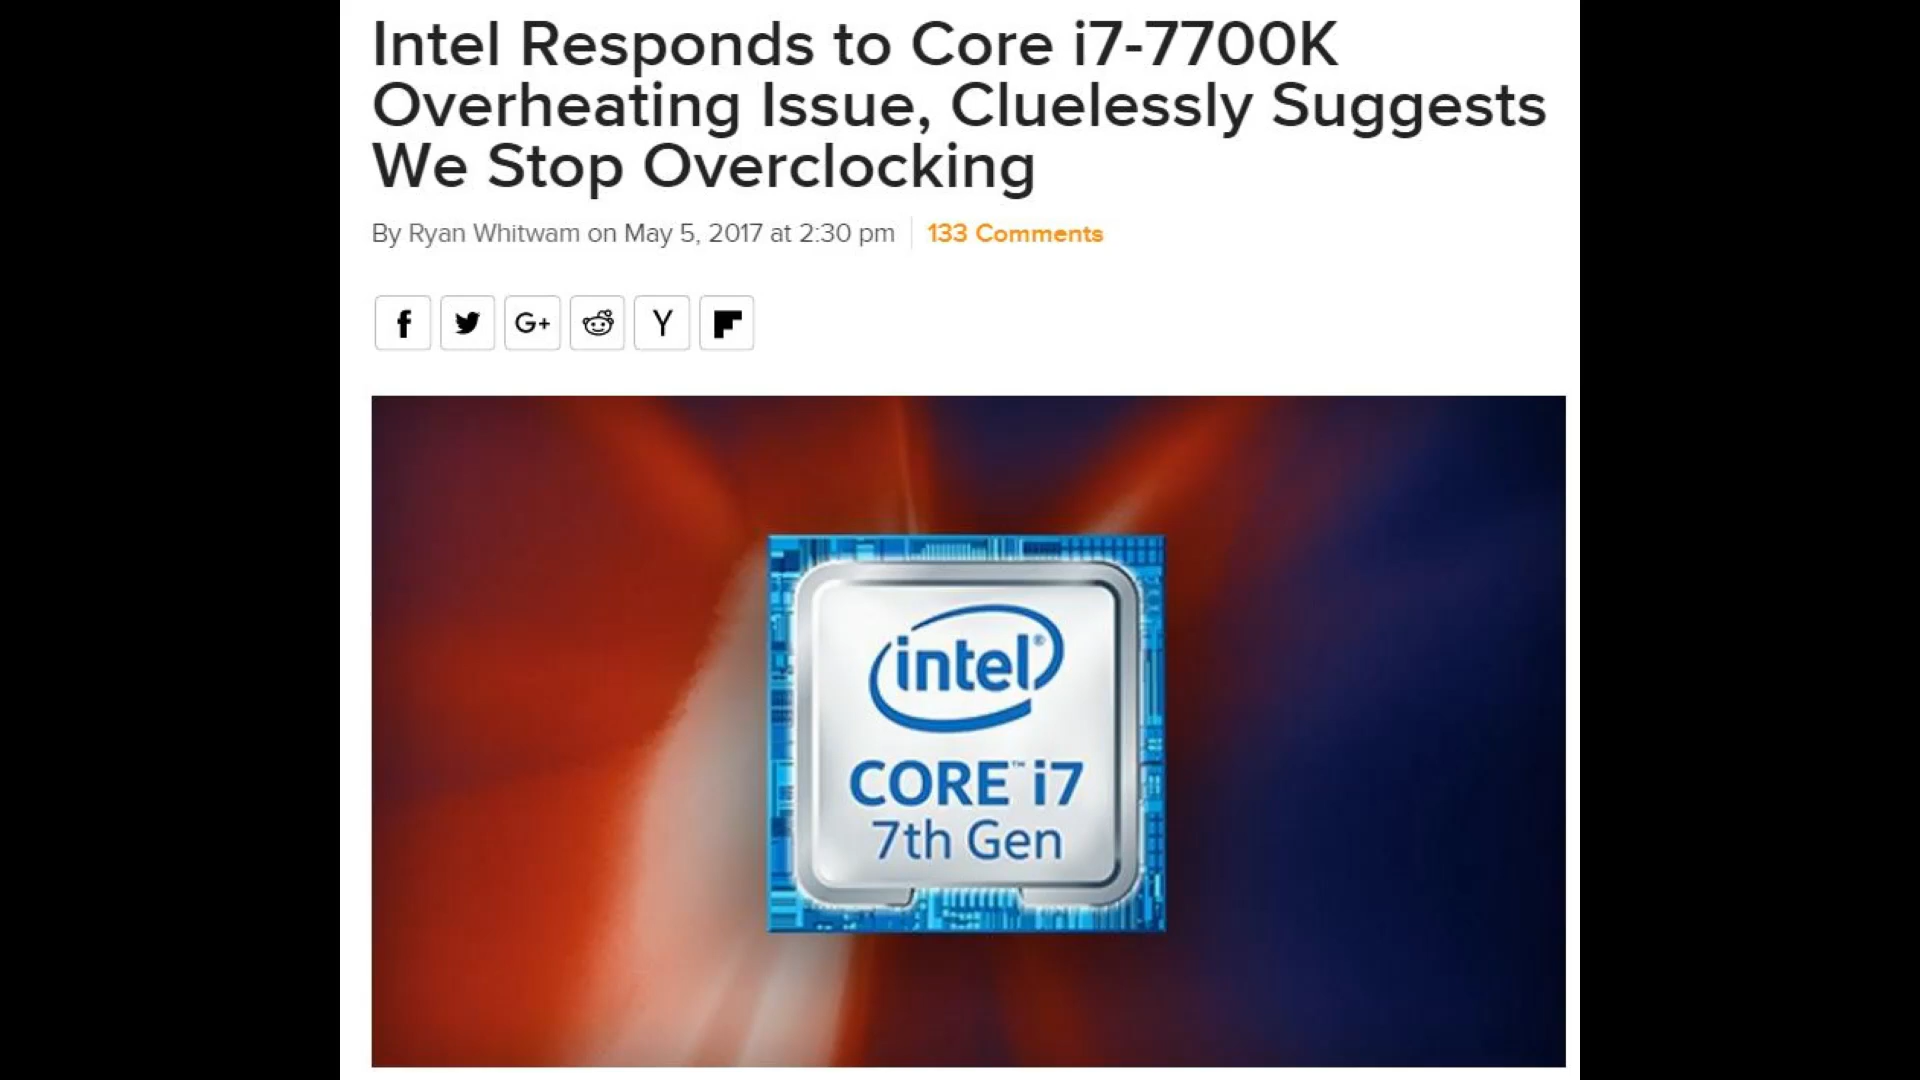 Intel Responds to Core i7-7700K
Overheating Issue, Cluelessly Suggests
We Stop Overclocking
By Ryan Whitwam on May 5, 2017 at 2:30 pm 133 Comments
f G+ Y
intel®
CORE™ i7
7th Gen